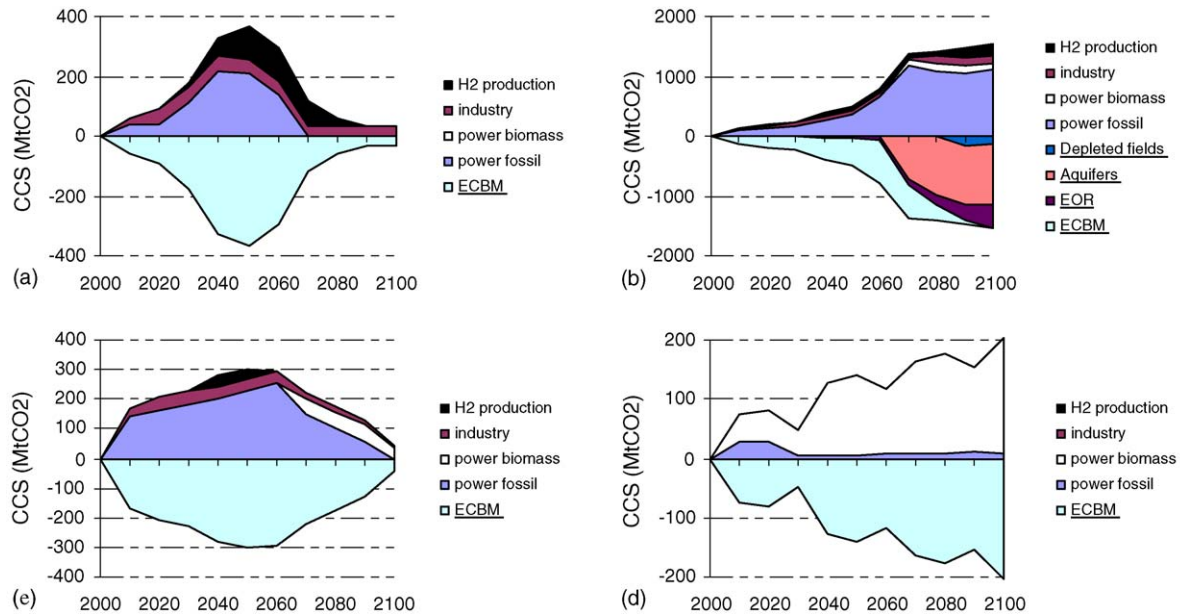 CCS (MtCO2)
400
200
0
-200
-400
2000 2020 2040 2060 2080 2100
(a)
H2 production
industry
power biomass
power fossil
ECBM
CCS (MtCO2)
2000
1000
0
-1000
-2000
2000 2020 2040 2060 2080 2100
(b)
H2 production
industry
power biomass
power fossil
Depleted fields
Aquifers
EOR
ECBM
CCS (MtCO2)
400
300
200
100
0
-100
-200
-300
-400
2000 2020 2040 2060 2080 2100
(e)
H2 production
industry
power biomass
power fossil
ECBM
CCS (MtCO2)
200
100
0
-100
-200
2000 2020 2040 2060 2080 2100
(d)
H2 production
industry
power biomass
power fossil
ECBM